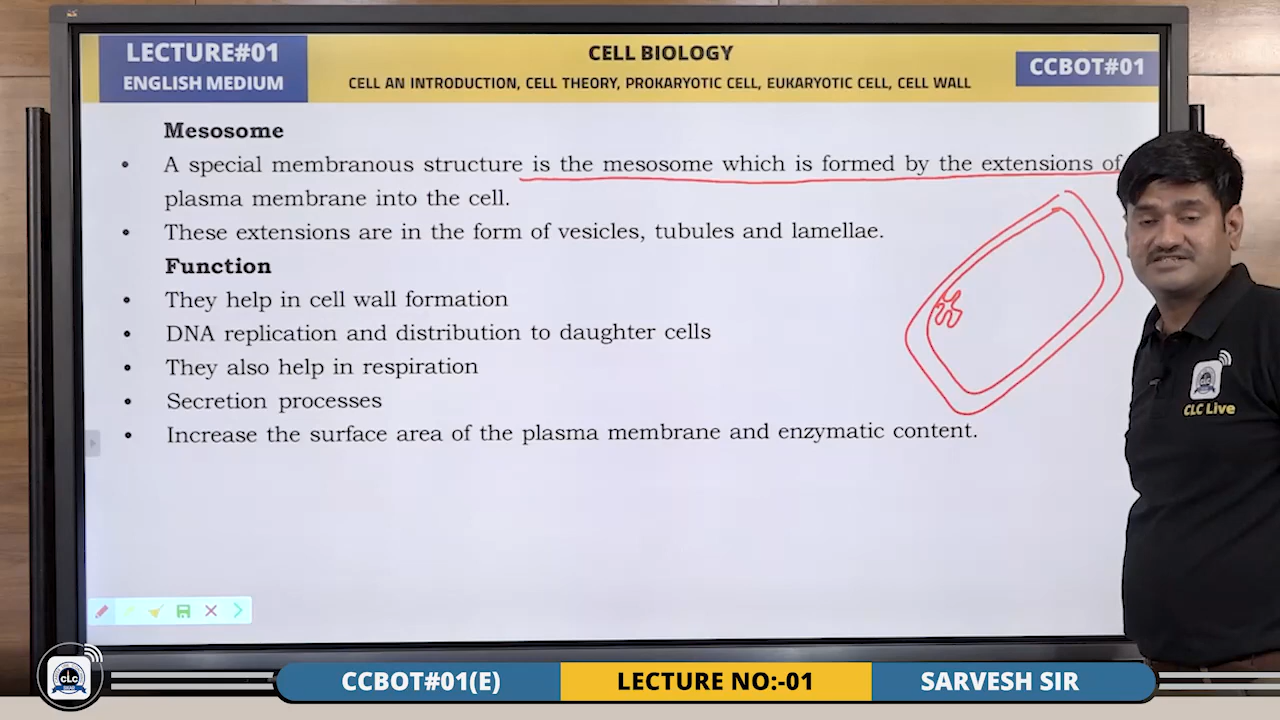 LECTURE#01
ENGLISH MEDIUM
CELL BIOLOGY
CELL AN INTRODUCTION, CELL THEORY, PROKARYOTIC CELL, EUKARYOTIC CELL, CELL WALL
CCBOT#01
Mesosome
• A special membranous structure is the mesosome which is formed by the extensions of
plasma membrane into the cell.
• These extensions are in the form of vesicles, tubules and lamellae.
Function
• They help in cell wall formation
• DNA replication and distribution to daughter cells
• They also help in respiration
• Secretion processes
• Increase the surface area of the plasma membrane and enzymatic content.
CLC Live
CLC
CCBOT#01(E)
LECTURE NO:-01
SARVESH SIR